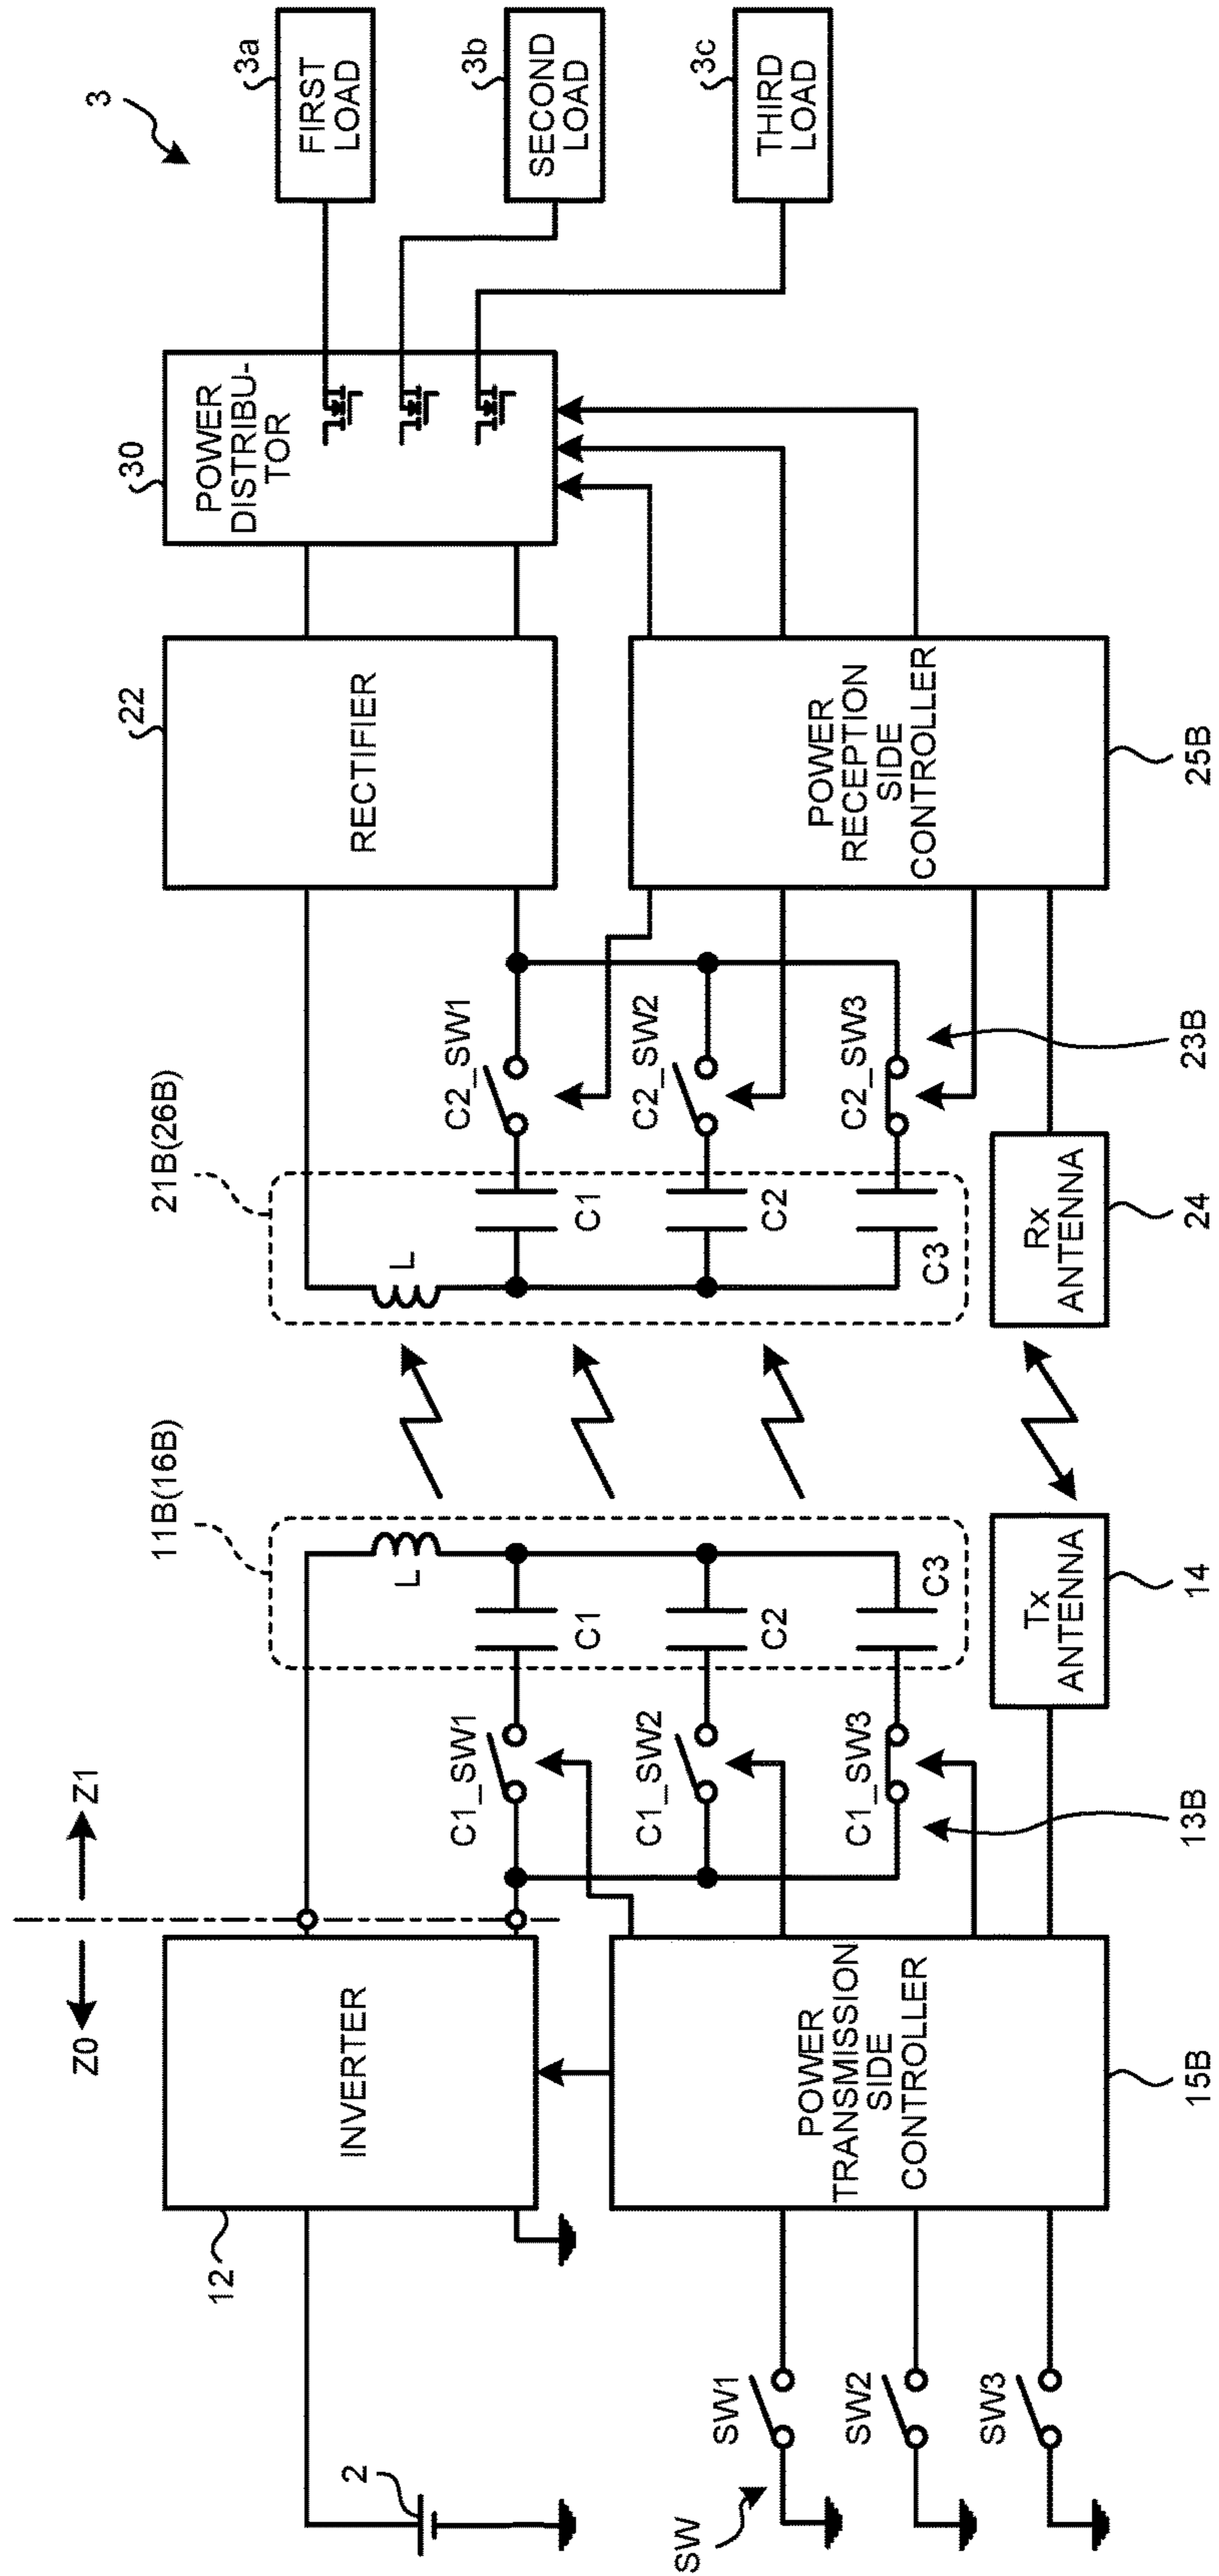 3
3a
FIRST
LOAD
3b
SECOND
LOAD
3c
THIRD
LOAD
30
POWER
DISTRIBU-
TOR
22
RECTIFIER
POWER
RECEPTION
SIDE
CONTROLLER
25B
C2_SW1
C2_SW2
C2_SW3
23B
21B(26B)
L
C1
C2
C3
Rx
ANTENNA
24
11B(16B)
L
C1
C2
C3
Tx
ANTENNA
14
C1_SW1
C1_SW2
C1_SW3
13B
Z0
Z1
INVERTER
12
POWER
TRANSMISSION
SIDE
CONTROLLER
15B
2
SW
SW1
SW2
SW3